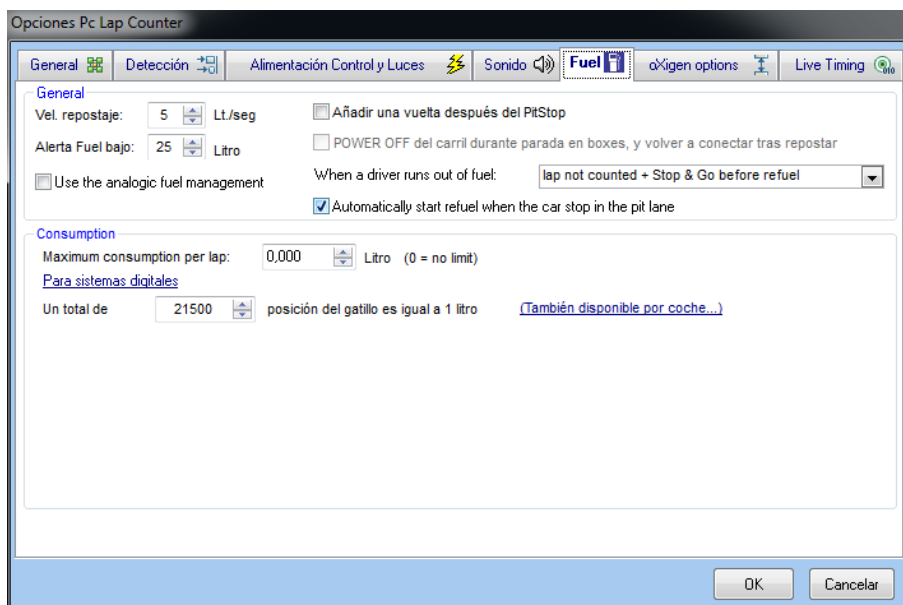 Opciones Pc Lap Counter
General Detección Alimentación Control y Luces Sonido Fuel oXigen options Live Timing
General
Vel. repostaje: 5 Lt./seg Añadir una vuelta después del PitStop
Alerta Fuel bajo: 25 Litro POWER OFF del carril durante parada en boxes, y volver a conectar tras repostar
Use the analogic fuel management When a driver runs out of fuel: lap not counted + Stop & Go before refuel
Automatically start refuel when the car stop in the pit lane
Consumption
Maximum consumption per lap: 0,000 Litro (0 = no limit)
Para sistemas digitales
Un total de 21500 posición del gatillo es igual a 1 litro (También disponible por coche...)
OK Cancelar